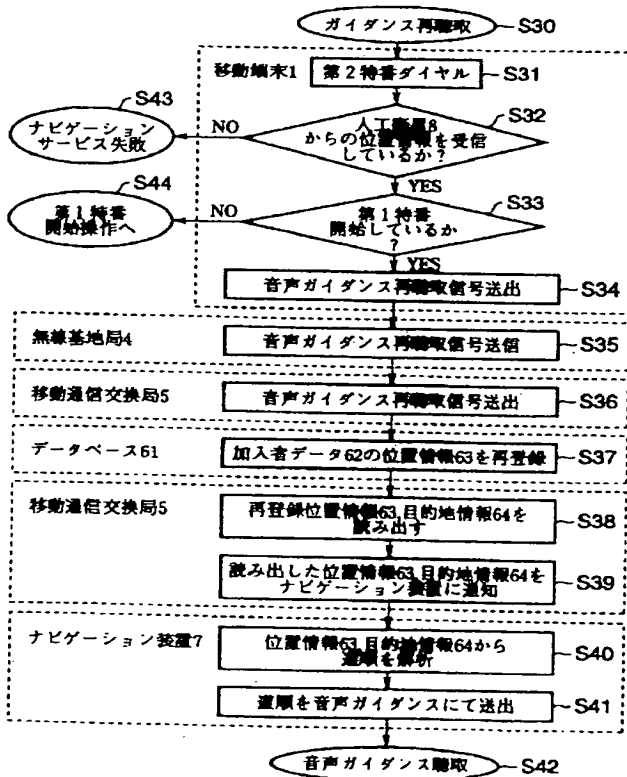 ガイダンス再聴取
S30
移動端末1
第2特番ダイヤル
S31
S43
S32
ナビゲーション
サービス失敗
NO
人工衛星8
からの位置情報を受信
しているか?
S44
YES
S33
第1特番
開始操作へ
NO
第1特番
開始しているか
?
YES
音声ガイダンス再聴取信号送出
S34
無線基地局4
音声ガイダンス再聴取信号送信
S35
移動通信交換局5
音声ガイダンス再聴取信号送出
S36
データベース61
加入者データ62の位置情報63を再登録
S37
移動通信交換局5
再登録位置情報63,目的地情報64を
読み出す
S38
読み出した位置情報63,目的地情報64を
ナビゲーション装置に通知
S39
ナビゲーション装置7
位置情報63,目的地情報64から
道順を解析
S40
道順を音声ガイダンスにて送出
S41
音声ガイダンス聴取
S42